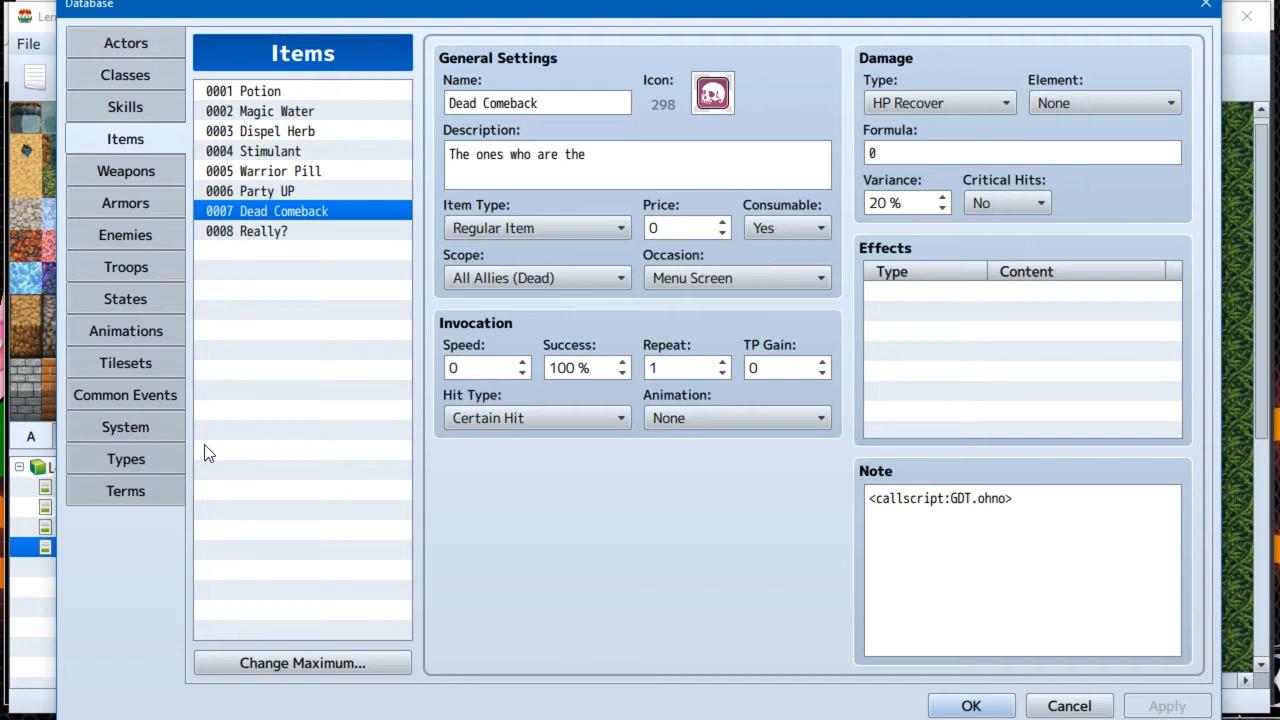 Database
File
A
Actors
Classes
Skills
Items
Weapons
Armors
Enemies
Troops
States
Animations
Tilesets
Common Events
System
Types
Terms
Items
0001 Potion
0002 Magic Water
0003 Dispel Herb
0004 Stimulant
0005 Warrior Pill
0006 Party UP
0007 Dead Comeback
0008 Really?
Change Maximum...
General Settings
Name: Icon:
Dead Comeback 298
Description:
The ones who are the
Item Type: Price: Consumable:
Regular Item 0 Yes
Scope: Occasion:
All Allies (Dead) Menu Screen
Invocation
Speed: Success: Repeat: TP Gain:
0 100 % 1 0
Hit Type: Animation:
Certain Hit None
Damage
Type: Element:
HP Recover None
Formula:
0
Variance: Critical Hits:
20 % No
Effects
Type Content
Note
<callscript:GDT.ohno>
OK Cancel Apply